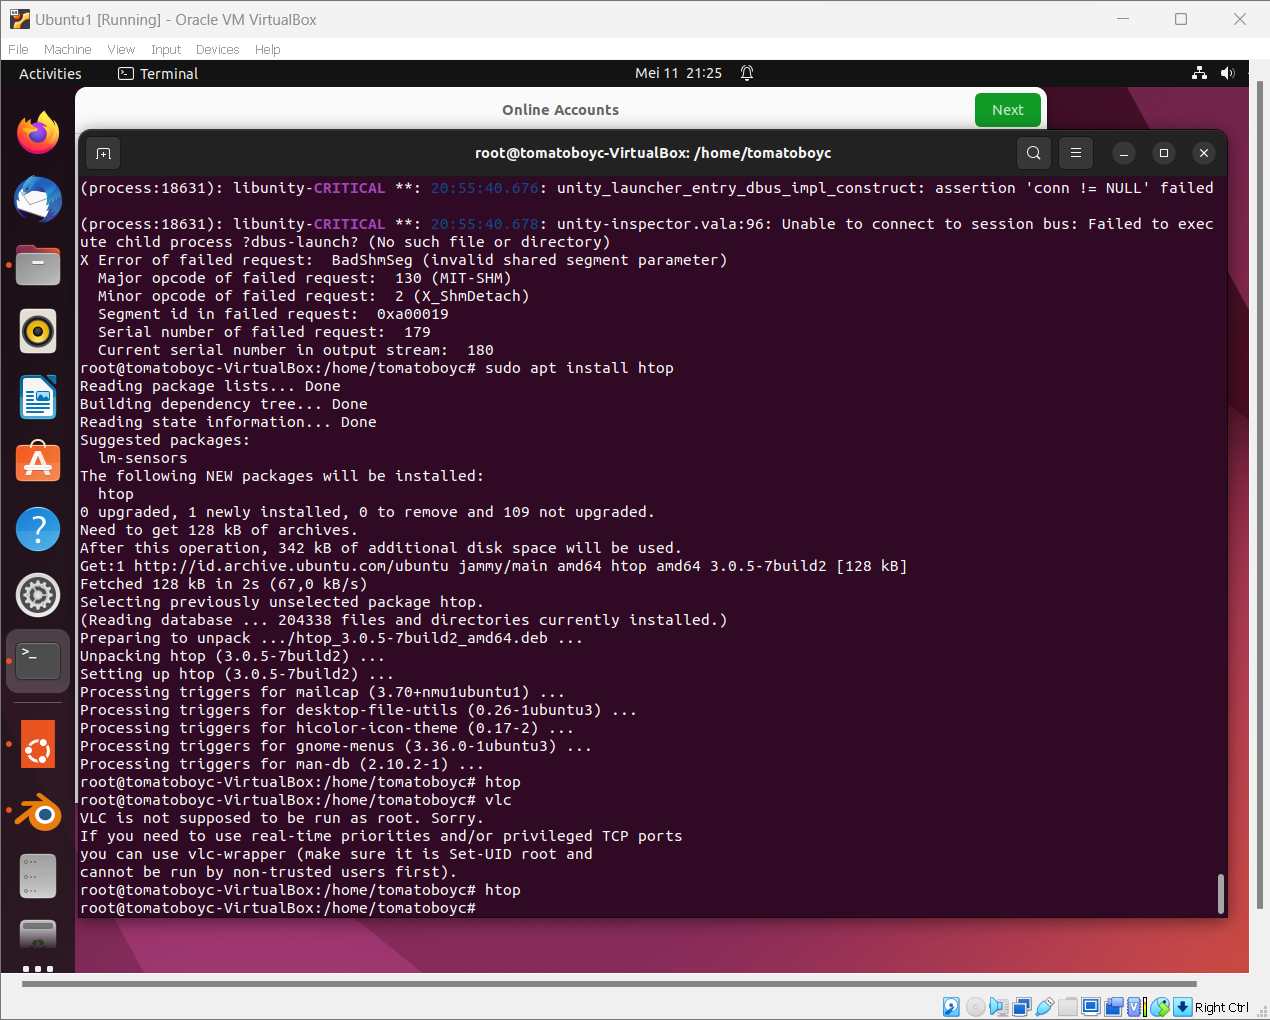 Ubuntu1 [Running] - Oracle VM VirtualBox
File Machine View Input Devices Help
Activities Terminal Mei 11 21:25
Online Accounts Next
root@tomatoboyc-VirtualBox: /home/tomatoboyc
(process:18631): libunity-CRITICAL **: 20:55:40.676: unity_launcher_entry_dbus_impl_construct: assertion 'conn != NULL' failed
(process:18631): libunity-CRITICAL **: 20:55:40.678: unity-inspector.vala:96: Unable to connect to session bus: Failed to exec
ute child process ?dbus-launch? (No such file or directory)
X Error of failed request:  BadShmSeg (invalid shared segment parameter)
  Major opcode of failed request:  130 (MIT-SHM)
  Minor opcode of failed request:  2 (X_ShmDetach)
  Segment id in failed request:  0xa00019
  Serial number of failed request:  179
  Current serial number in output stream:  180
root@tomatoboyc-VirtualBox:/home/tomatoboyc# sudo apt install htop
Reading package lists... Done
Building dependency tree... Done
Reading state information... Done
Suggested packages:
  lm-sensors
The following NEW packages will be installed:
  htop
0 upgraded, 1 newly installed, 0 to remove and 109 not upgraded.
Need to get 128 kB of archives.
After this operation, 342 kB of additional disk space will be used.
Get:1 http://id.archive.ubuntu.com/ubuntu jammy/main amd64 htop amd64 3.0.5-7build2 [128 kB]
Fetched 128 kB in 2s (67,0 kB/s)
Selecting previously unselected package htop.
(Reading database ... 204338 files and directories currently installed.)
Preparing to unpack .../htop_3.0.5-7build2_amd64.deb ...
Unpacking htop (3.0.5-7build2) ...
Setting up htop (3.0.5-7build2) ...
Processing triggers for mailcap (3.70+nmu1ubuntu1) ...
Processing triggers for desktop-file-utils (0.26-1ubuntu3) ...
Processing triggers for hicolor-icon-theme (0.17-2) ...
Processing triggers for gnome-menus (3.36.0-1ubuntu3) ...
Processing triggers for man-db (2.10.2-1) ...
root@tomatoboyc-VirtualBox:/home/tomatoboyc# htop
root@tomatoboyc-VirtualBox:/home/tomatoboyc# vlc
VLC is not supposed to be run as root. Sorry.
If you need to use real-time priorities and/or privileged TCP ports
you can use vlc-wrapper (make sure it is Set-UID root and
cannot be run by non-trusted users first).
root@tomatoboyc-VirtualBox:/home/tomatoboyc# htop
root@tomatoboyc-VirtualBox:/home/tomatoboyc#
Right Ctrl